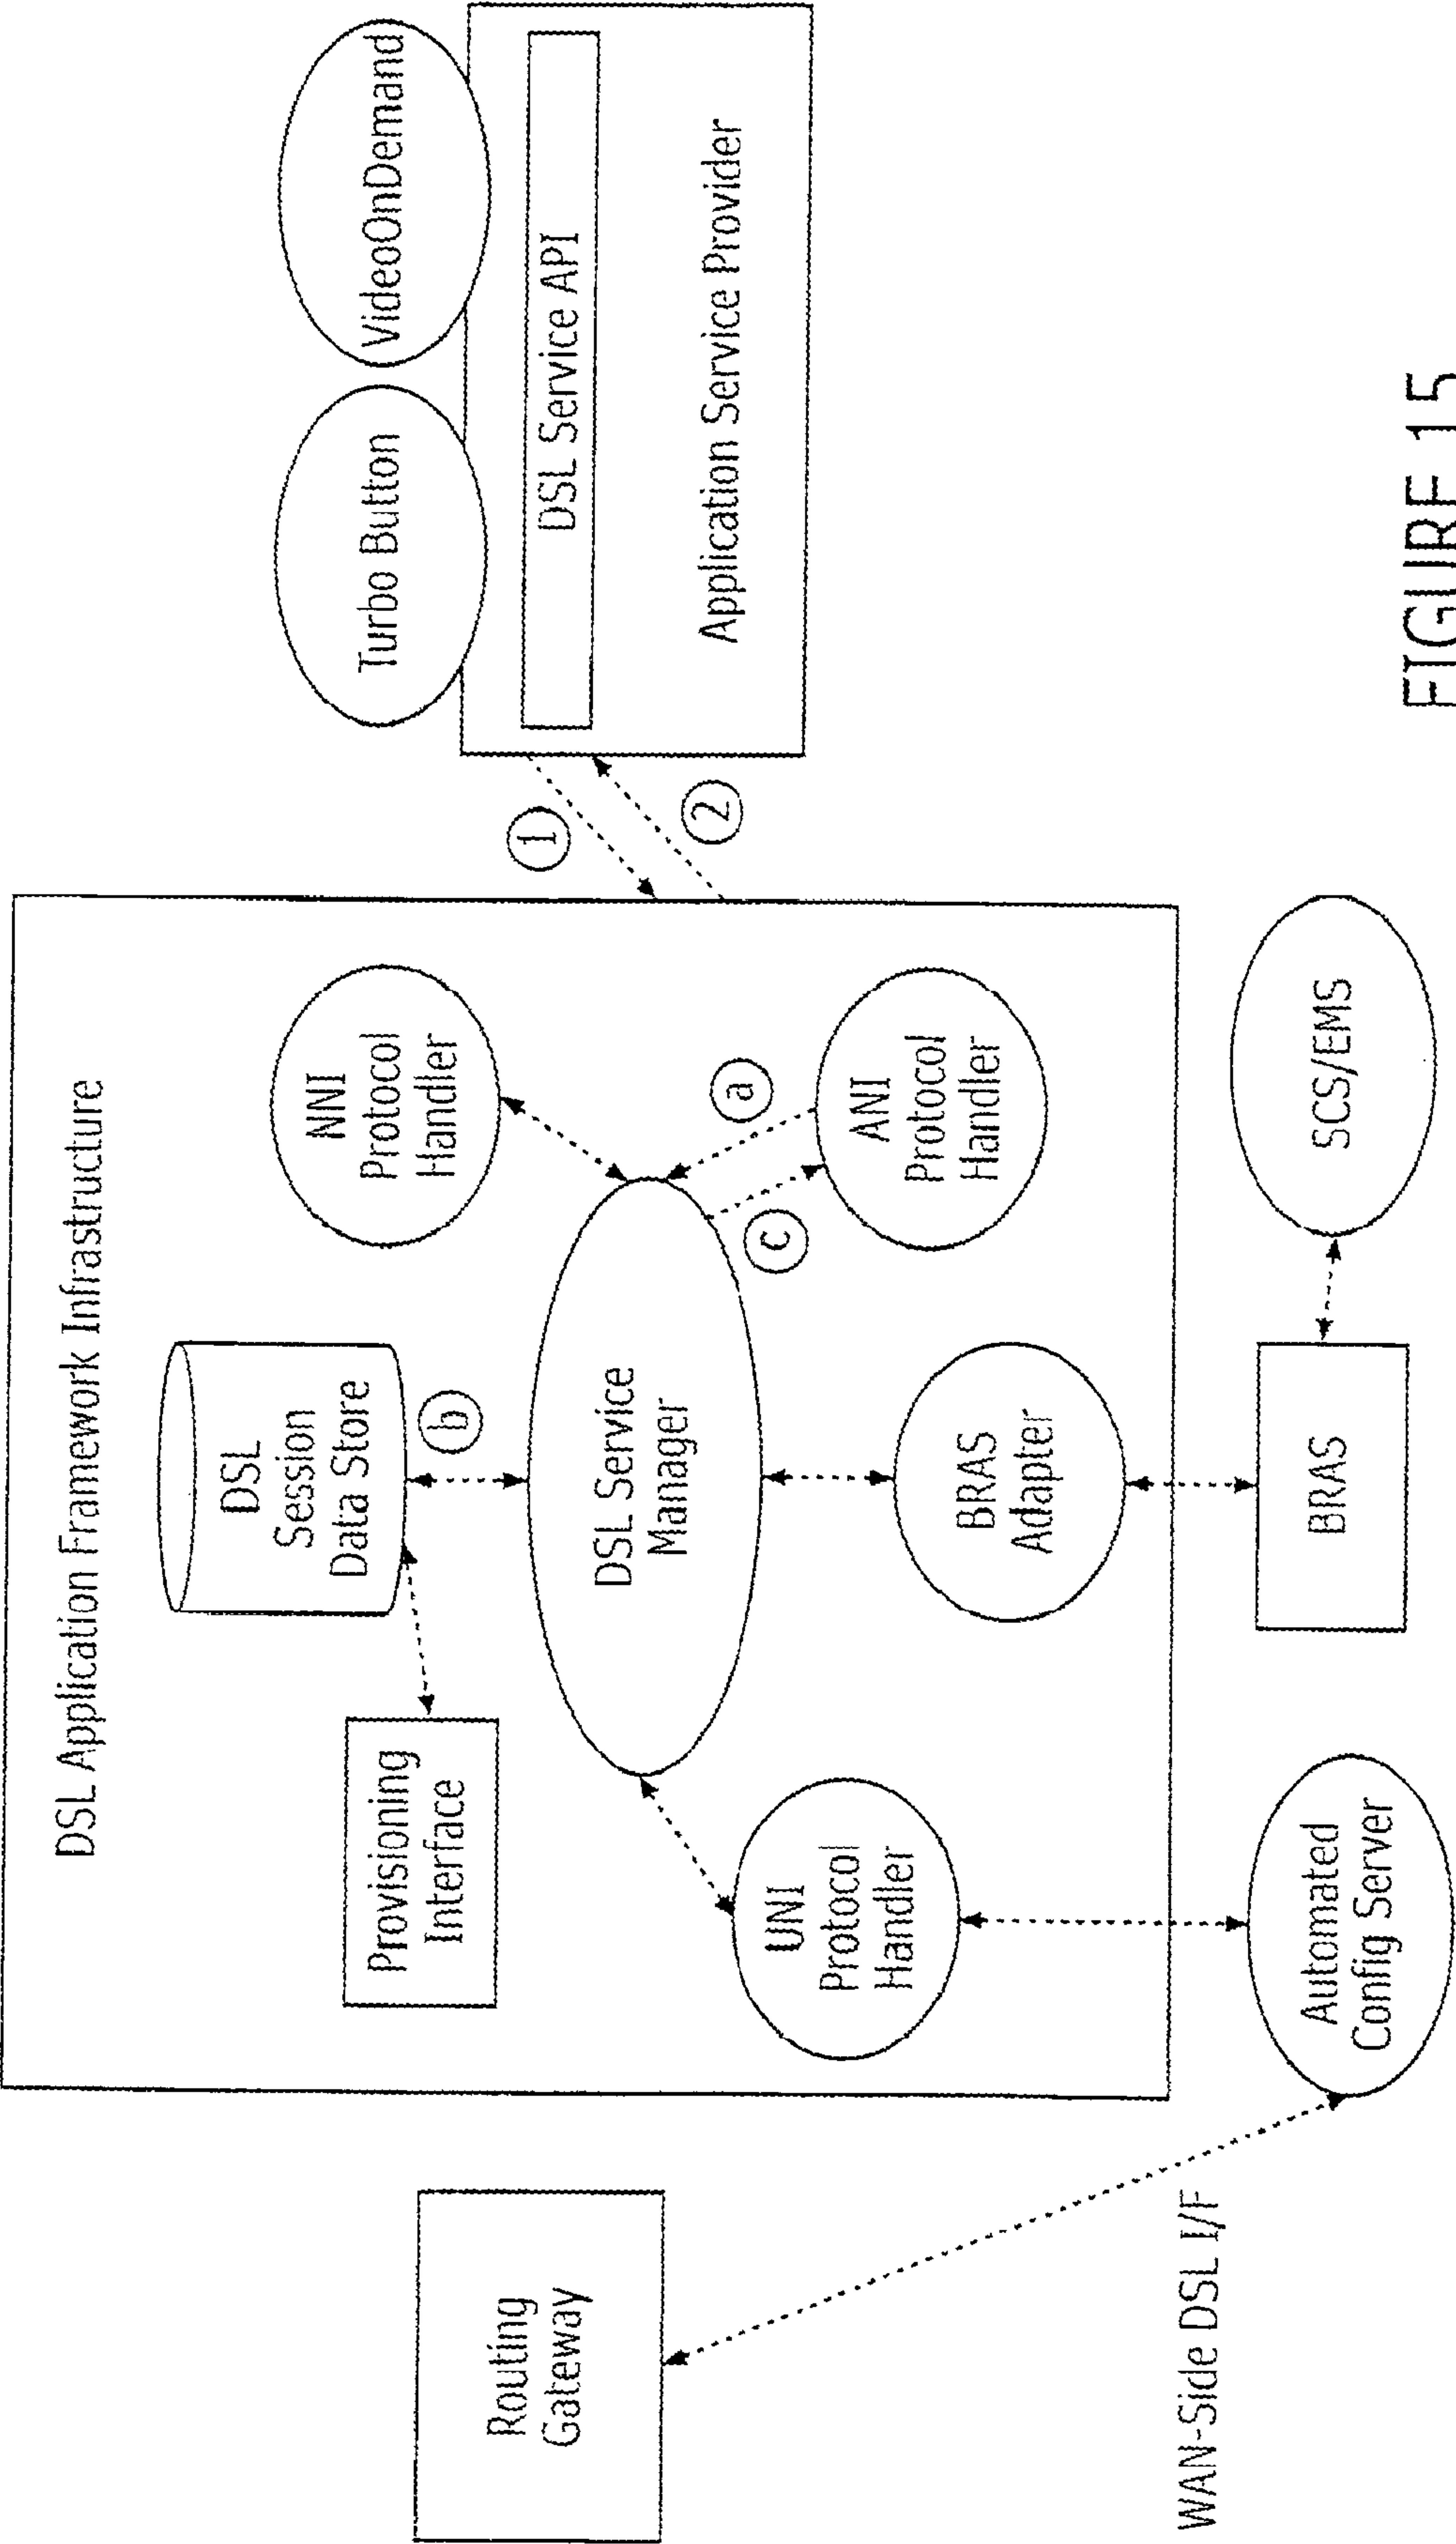 DSL Application Framework Infrastructure
Routing
Gateway
Provisioning
Interface
DSL
Session
Data Store
b
NNI
Protocol
Handler
DSL Service
Manager
a
c
UNI
Protocol
Handler
BRAS
Adapter
ANI
Protocol
Handler
1
2
Turbo Button
VideoOnDemand
DSL Service API
Application Service Provider
WAN-Side DSL I/F
Automated
Config Server
BRAS
SCS/EMS
FIGURE 15